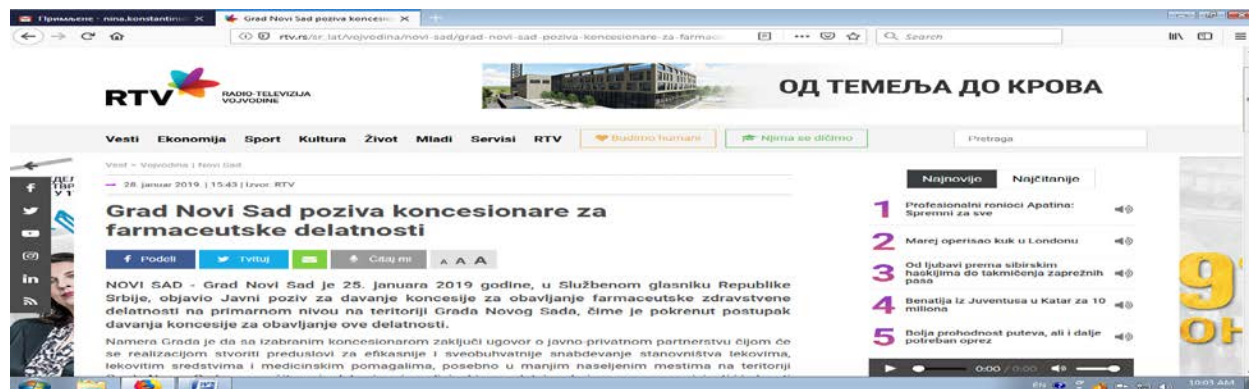 Примљене - nina.konstantin
Grad Novi Sad poziva koncesio
rtv.rs/sr_lat/vojvodina/novi-sad/grad-novi-sad-poziva-koncesionare-za-farmac
Search
RTV
RADIO-TELEVIZIJA
VOJVODINE
ОД ТЕМЕЉА ДО КРОВА
Vesti Ekonomija Sport Kultura Život Mladi Servisi RTV Budimo humani Njima se dičimo Pretraga
Vesti > Vojvodina | Novi Sad
28. januar 2019. | 15:43 | Izvor: RTV
Grad Novi Sad poziva koncesionare za
farmaceutske delatnosti
Podeli Tvituj Čitaj mi A A A
NOVI SAD - Grad Novi Sad je 25. januara 2019 godine, u Službenom glasniku Republike
Srbije, objavio Javni poziv za davanje koncesije za obavljanje farmaceutske zdravstvene
delatnosti na primarnom nivou na teritoriji Grada Novog Sada, čime je pokrenut postupak
davanja koncesije za obavljanje ove delatnosti.
Namera Grada je da sa izabranim koncesionarom zaključi ugovor o javno-privatnom partnerstvu čijom će
se realizacijom stvoriti preduslovi za efikasnije i sveobuhvatnije snabdevanje stanovništva lekovima,
lekovitim sredstvima i medicinskim pomagalima, posebno u manjim naseljenim mestima na teritoriji
Najnovije Najčitanije
1 Profesionalni ronioci Apatina:
Spremni za sve
2 Marej operisao kuk u Londonu
3 Od ljubavi prema sibirskim
haskijima do takmičenja zaprežnih
pasa
4 Benatija iz Juventusa u Katar za 10
miliona
5 Bolja prohodnost puteva, ali i dalje
potreban oprez
0:00 / 0:00
EN
10:03 AM